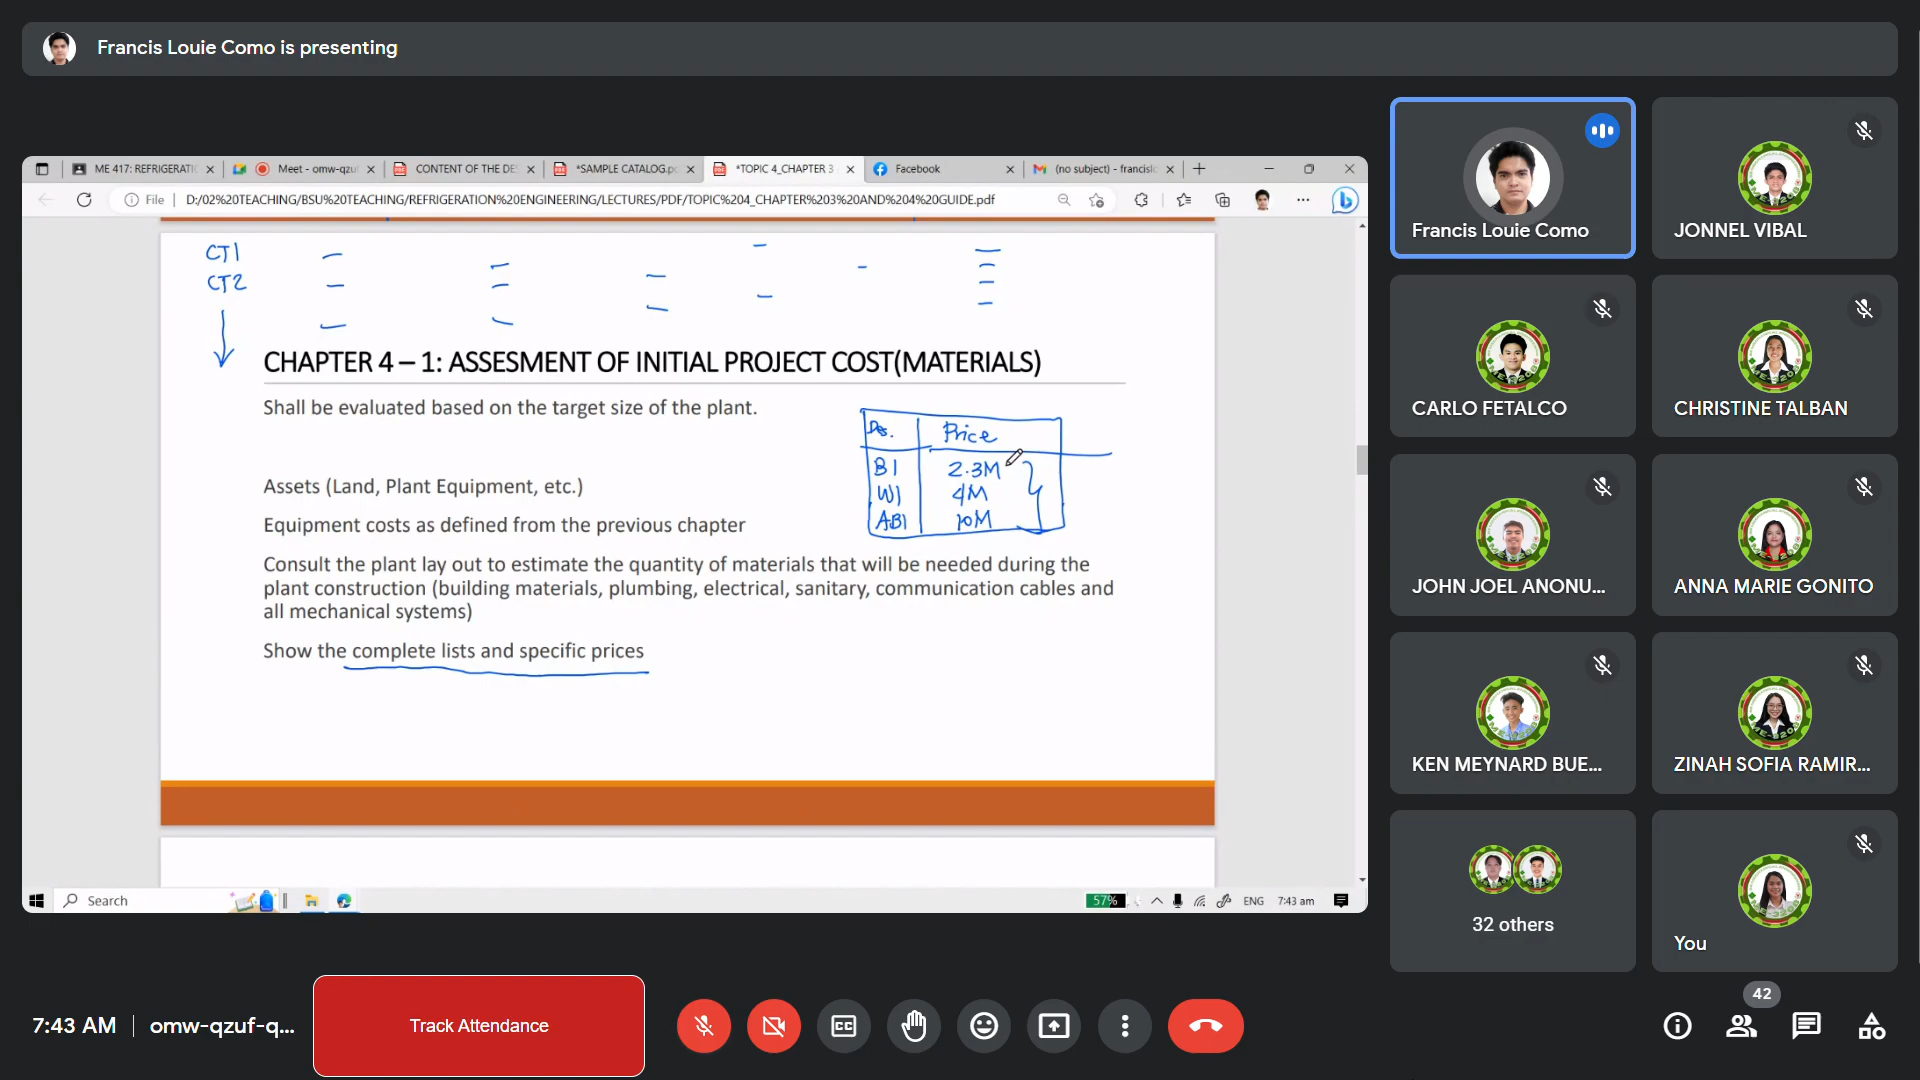 Francis Louie Como is presenting
ME 417: REFRIGERATI
Meet - omw-qzu
CONTENT OF THE DE
*SAMPLE CATALOG.p
*TOPIC 4_CHAPTER 3
Facebook
(no subject) - francislo
File
D:/02%20TEACHING/BSU%20TEACHING/REFRIGERATION%20ENGINEERING/LECTURES/PDF/TOPIC%204_CHAPTER%203%20AND%204%20GUIDE.pdf
CT1
CT2
CHAPTER 4 – 1: ASSESMENT OF INITIAL PROJECT COST(MATERIALS)
Shall be evaluated based on the target size of the plant.
Des. Price
B1 2.3M
W1 4M
AB1 10M
Assets (Land, Plant Equipment, etc.)
Equipment costs as defined from the previous chapter
Consult the plant lay out to estimate the quantity of materials that will be needed during the
plant construction (building materials, plumbing, electrical, sanitary, communication cables and
all mechanical systems)
Show the complete lists and specific prices
Search
57%
ENG
7:43 am
Francis Louie Como
JONNEL VIBAL
CARLO FETALCO
CHRISTINE TALBAN
JOHN JOEL ANONU...
ANNA MARIE GONITO
KEN MEYNARD BUE...
ZINAH SOFIA RAMIR...
32 others
You
7:43 AM
omw-qzuf-q...
Track Attendance
42